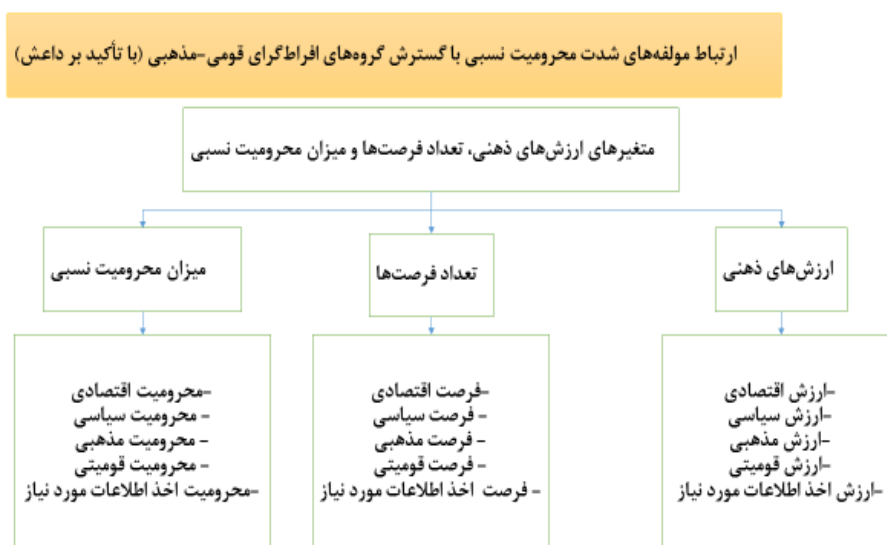 ارتباط مولفه‌های شدت محرومیت نسبی با گسترش گروه‌های افراط‌گرای قومی-مذهبی (با تأکید بر داعش)
متغیرهای ارزش‌های ذهنی، تعداد فرصت‌ها و میزان محرومیت نسبی
ارزش‌های ذهنی
تعداد فرصت‌ها
میزان محرومیت نسبی
-ارزش اقتصادی
-ارزش سیاسی
-ارزش مذهبی
-ارزش قومیتی
-ارزش اخذ اطلاعات مورد نیاز
-فرصت اقتصادی
- فرصت سیاسی
- فرصت مذهبی
- فرصت قومیتی
- فرصت اخذ اطلاعات مورد نیاز
-محرومیت اقتصادی
- محرومیت سیاسی
- محرومیت مذهبی
- محرومیت قومیتی
-محرومیت اخذ اطلاعات مورد نیاز